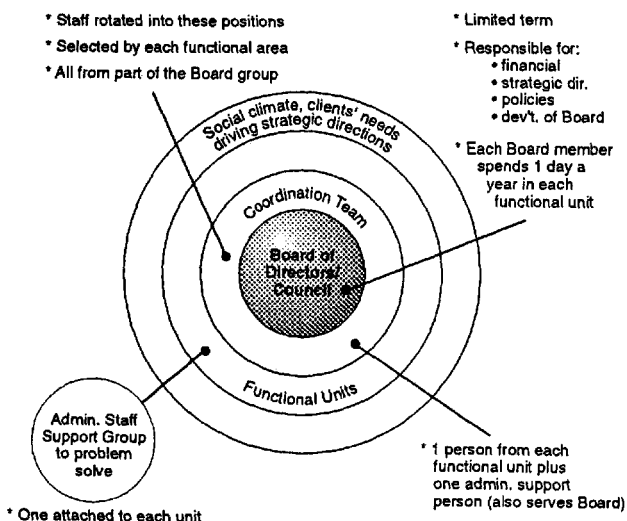 * Staff rotated into these positions
* Selected by each functional area
* All from part of the Board group
* Limited term
* Responsible for:
• financial
• strategic dir.
• policies
• dev't. of Board
* Each Board member
spends 1 day a
year in each
functional unit
Social climate, clients' needs
driving strategic directions
Coordination Team
Board of
Directors/
Council
Functional Units
Admin. Staff
Support Group
to problem
solve
* One attached to each unit
* 1 person from each
functional unit plus
one admin. support
person (also serves Board)